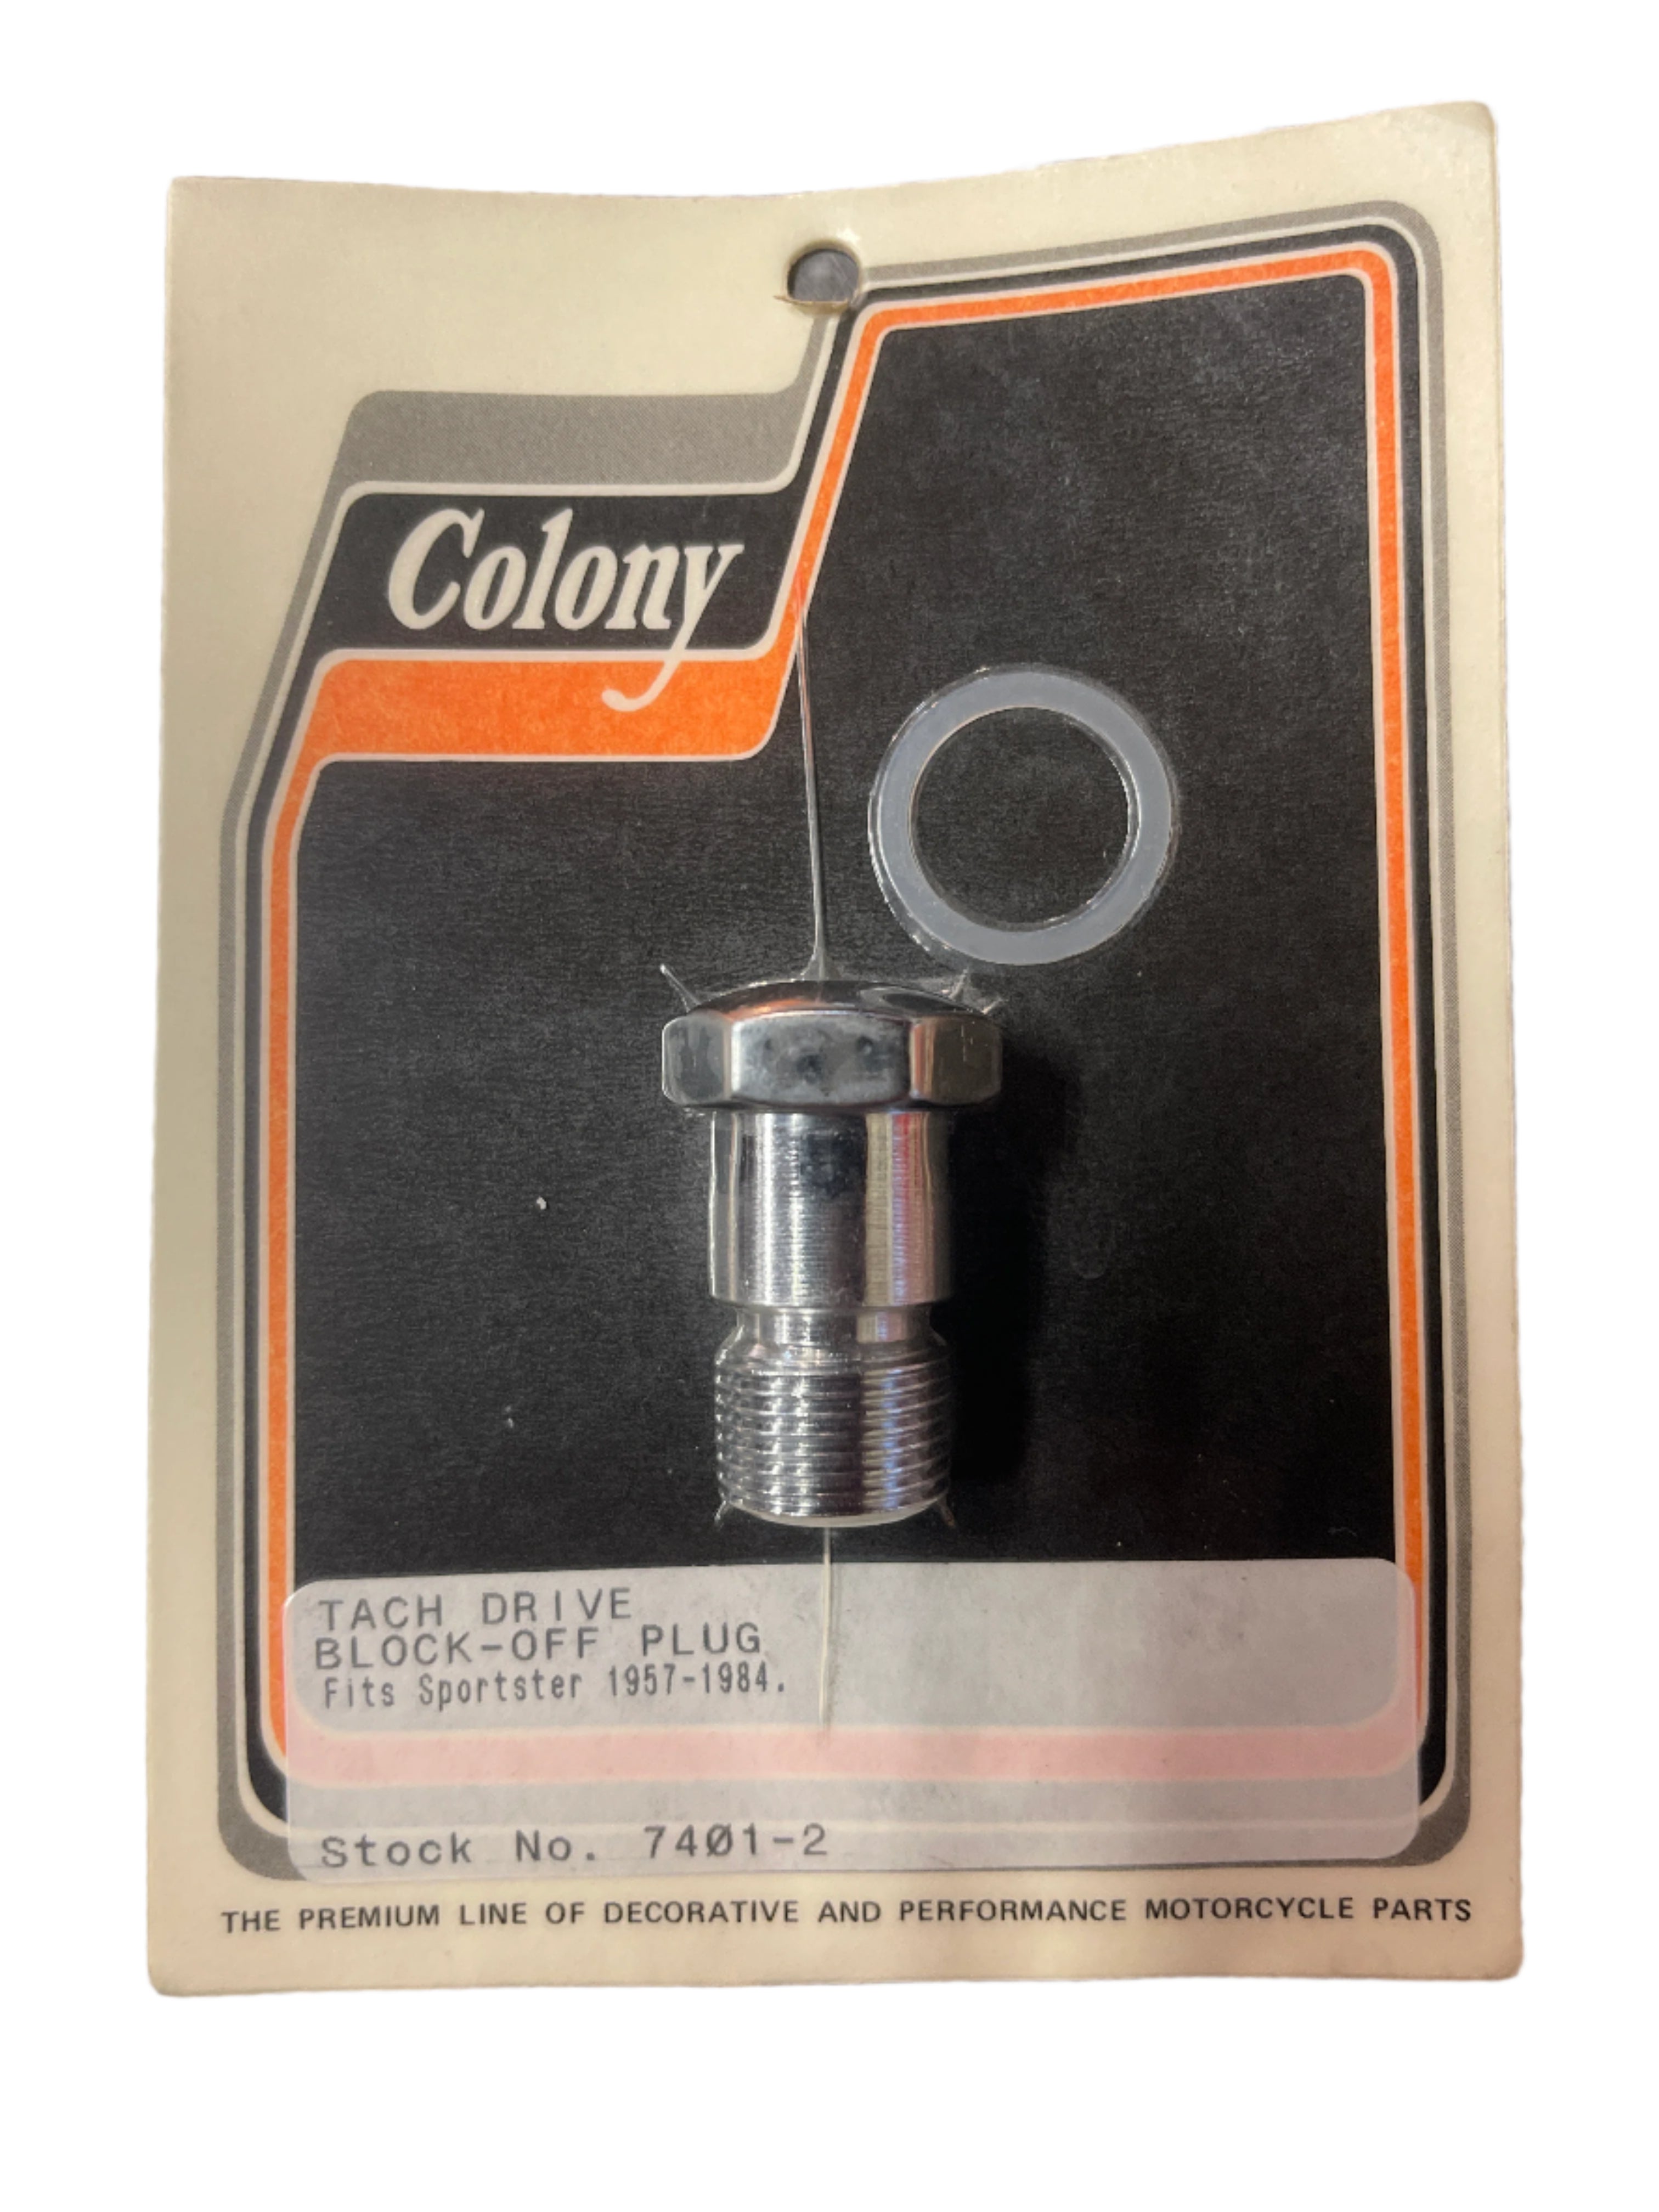 Colony
TACH DRIVE
BLOCK-OFF PLUG
Fits Sportster 1957-1984.
Stock No. 7401-2
THE PREMIUM LINE OF DECORATIVE AND PERFORMANCE MOTORCYCLE PARTS